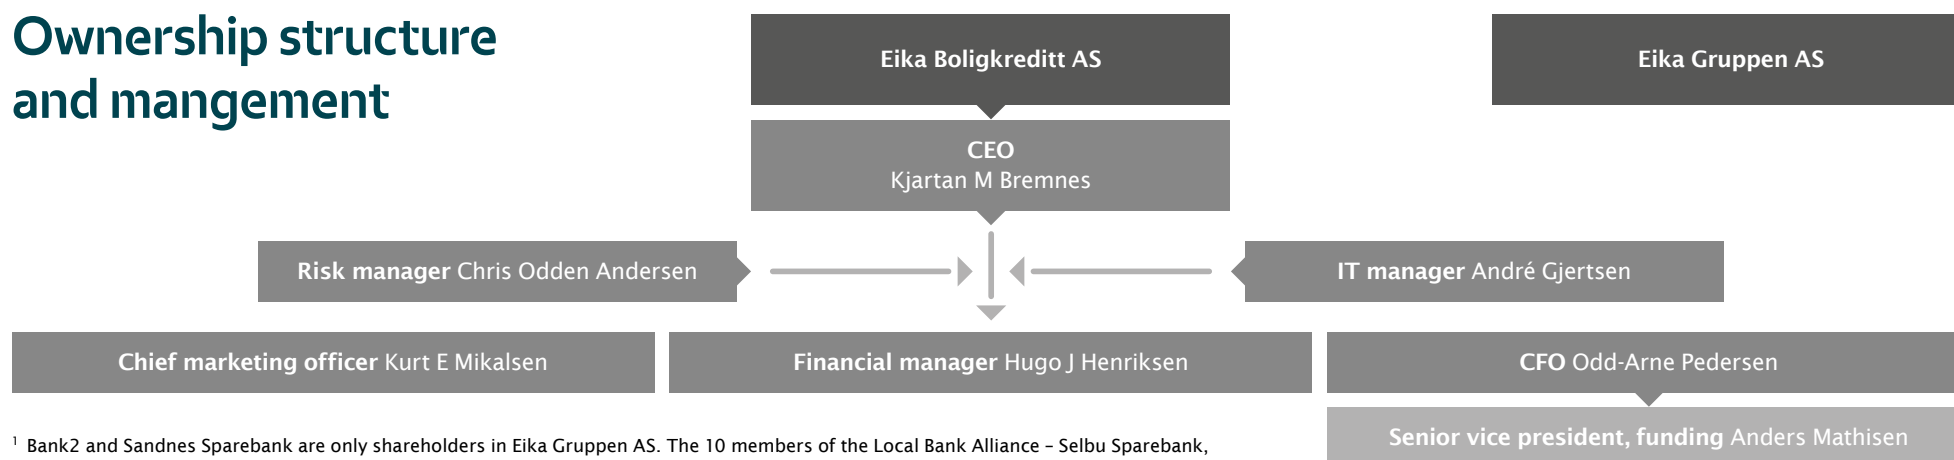 Ownership structure
and mangement
Eika Boligkreditt AS
Eika Gruppen AS
CEO
Kjartan M Bremnes
Risk manager Chris Odden Andersen
IT manager André Gjertsen
Chief marketing officer Kurt E Mikalsen
Financial manager Hugo J Henriksen
CFO Odd-Arne Pedersen
Senior vice president, funding Anders Mathisen
1 Bank2 and Sandnes Sparebank are only shareholders in Eika Gruppen AS. The 10 members of the Local Bank Alliance – Selbu Sparebank,